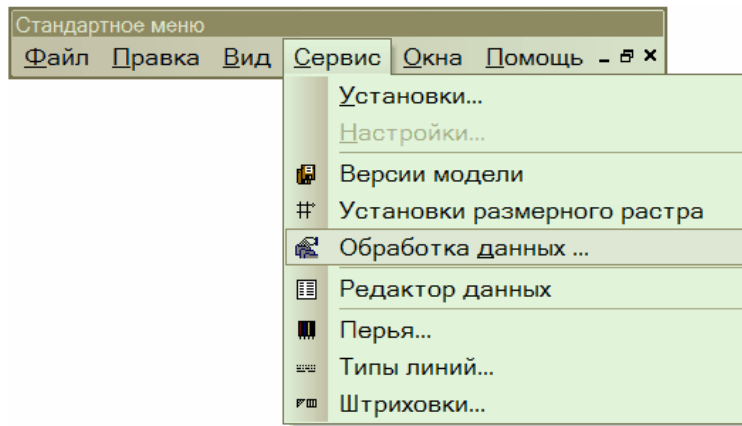 Стандартное меню
Файл Правка Вид Сервис Окна Помощь
Установки...
Настройки...
Версии модели
Установки размерного растра
Обработка данных ...
Редактор данных
Перья...
Типы линий...
Штриховки...